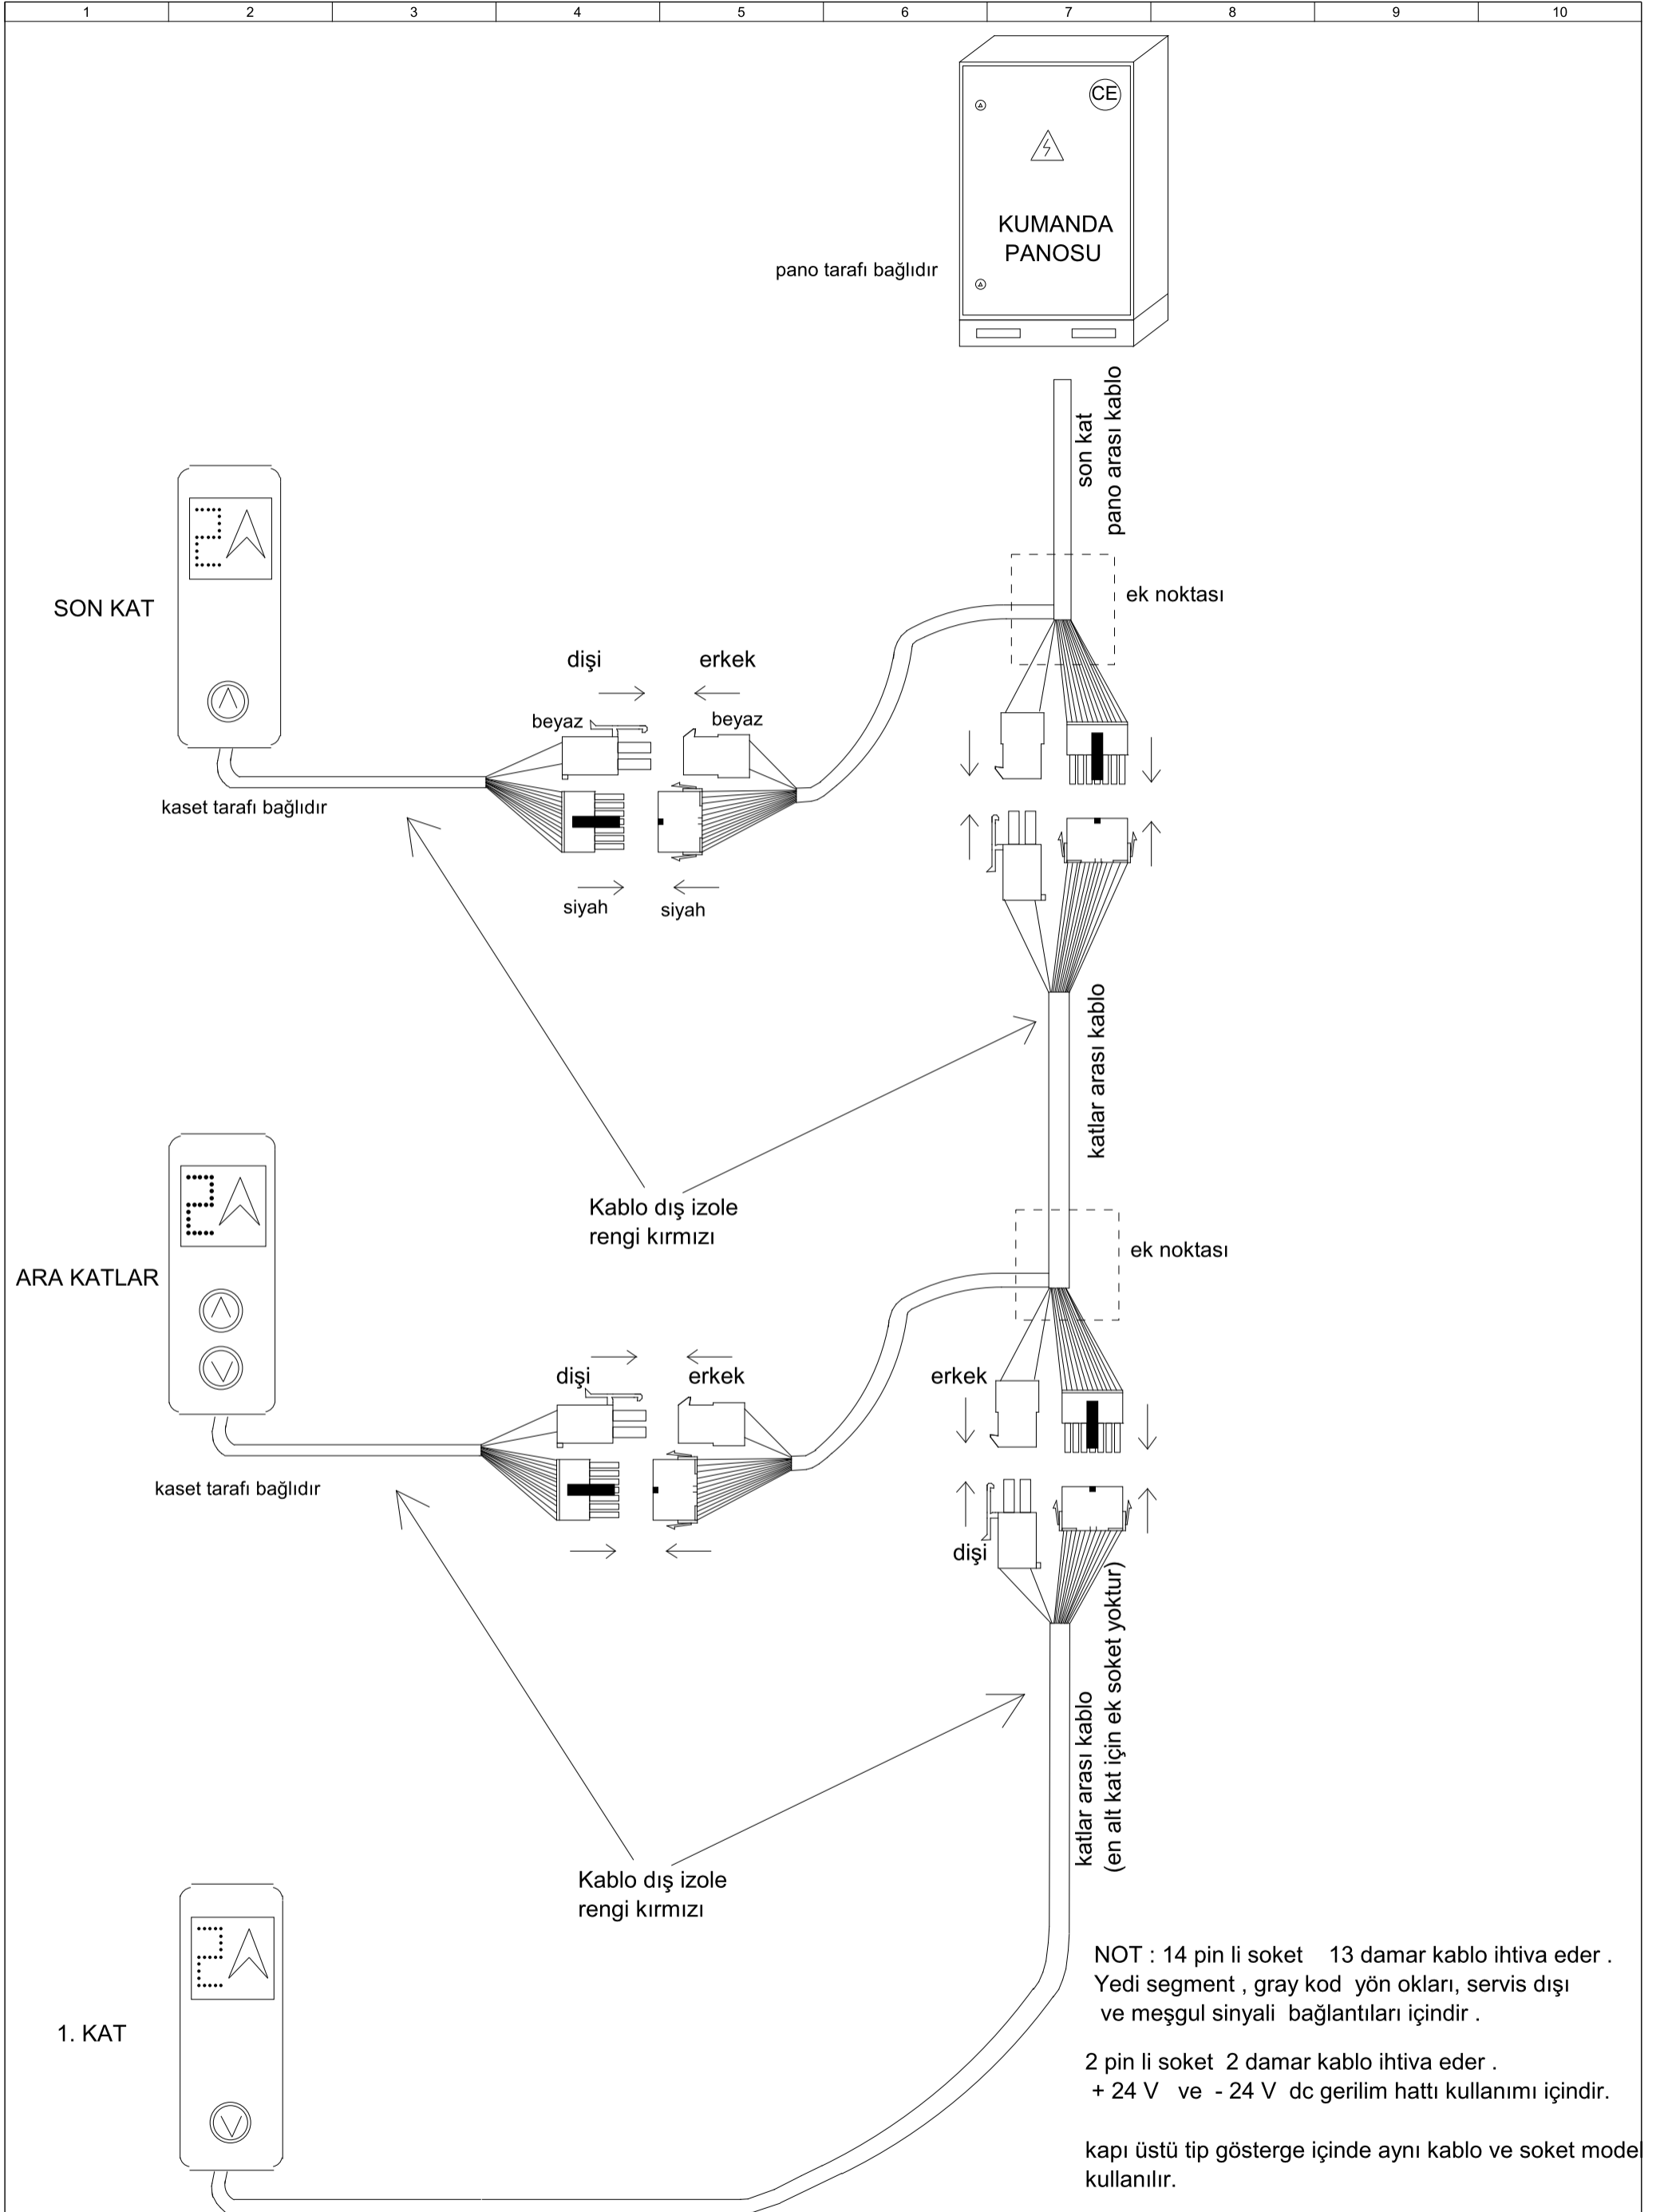 1 2 3 4 5 6 7 8 9 10
CE
KUMANDA
PANOSU
pano tarafı bağlıdır
son kat
pano arası kablo
ek noktası
SON KAT
dişi erkek
beyaz beyaz
kaset tarafı bağlıdır
siyah siyah
katlar arası kablo
Kablo dış izole
rengi kırmızı
ek noktası
ARA KATLAR
dişi erkek erkek
kaset tarafı bağlıdır
dişi
katlar arası kablo
(en alt kat için ek soket yoktur)
Kablo dış izole
rengi kırmızı
1. KAT
NOT : 14 pin li soket 13 damar kablo ihtiva eder .
Yedi segment , gray kod yön okları, servis dışı
ve meşgul sinyali bağlantıları içindir .
2 pin li soket 2 damar kablo ihtiva eder .
+ 24 V ve - 24 V dc gerilim hattı kullanımı içindir.
kapı üstü tip gösterge içinde aynı kablo ve soket model
kullanılır.